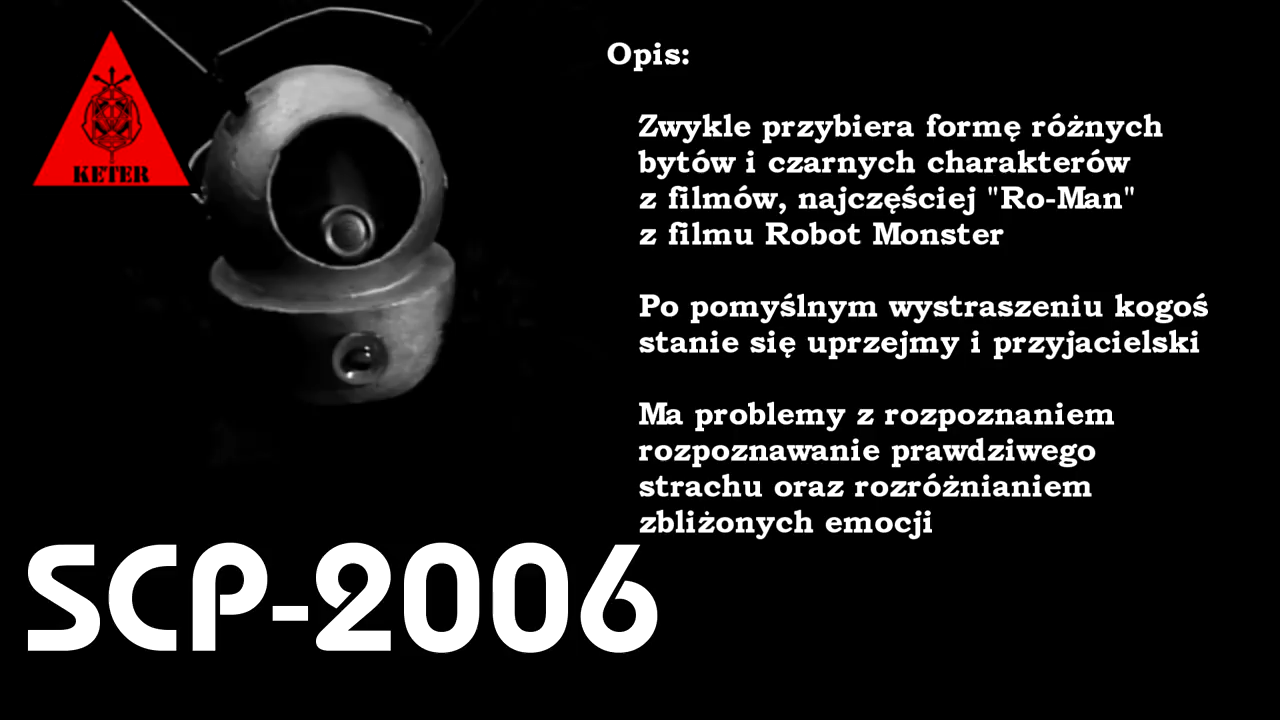 KETER
Opis:
Zwykle przybiera formę różnych
bytów i czarnych charakterów
z filmów, najczęściej "Ro-Man"
z filmu Robot Monster
Po pomyślnym wystraszeniu kogoś
stanie się uprzejmy i przyjacielski
Ma problemy z rozpoznaniem
rozpoznawanie prawdziwego
strachu oraz rozróżnianiem
zbliżonych emocji
SCP-2006